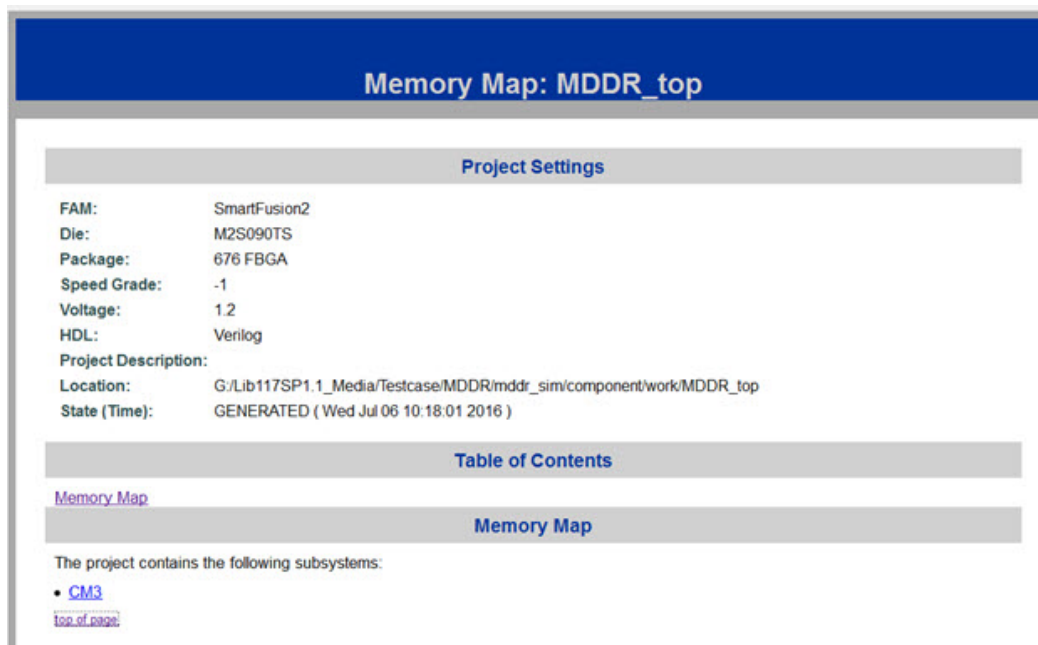 Memory Map: MDDR_top
Project Settings
FAM: SmartFusion2
Die: M2S090TS
Package: 676 FBGA
Speed Grade: -1
Voltage: 1.2
HDL: Verilog
Project Description:
Location: G:/Lib117SP1.1_Media/Testcase/MDDR/mddr_sim/component/work/MDDR_top
State (Time): GENERATED ( Wed Jul 06 10:18:01 2016 )
Table of Contents
Memory Map
Memory Map
The project contains the following subsystems:
• CM3
top of page